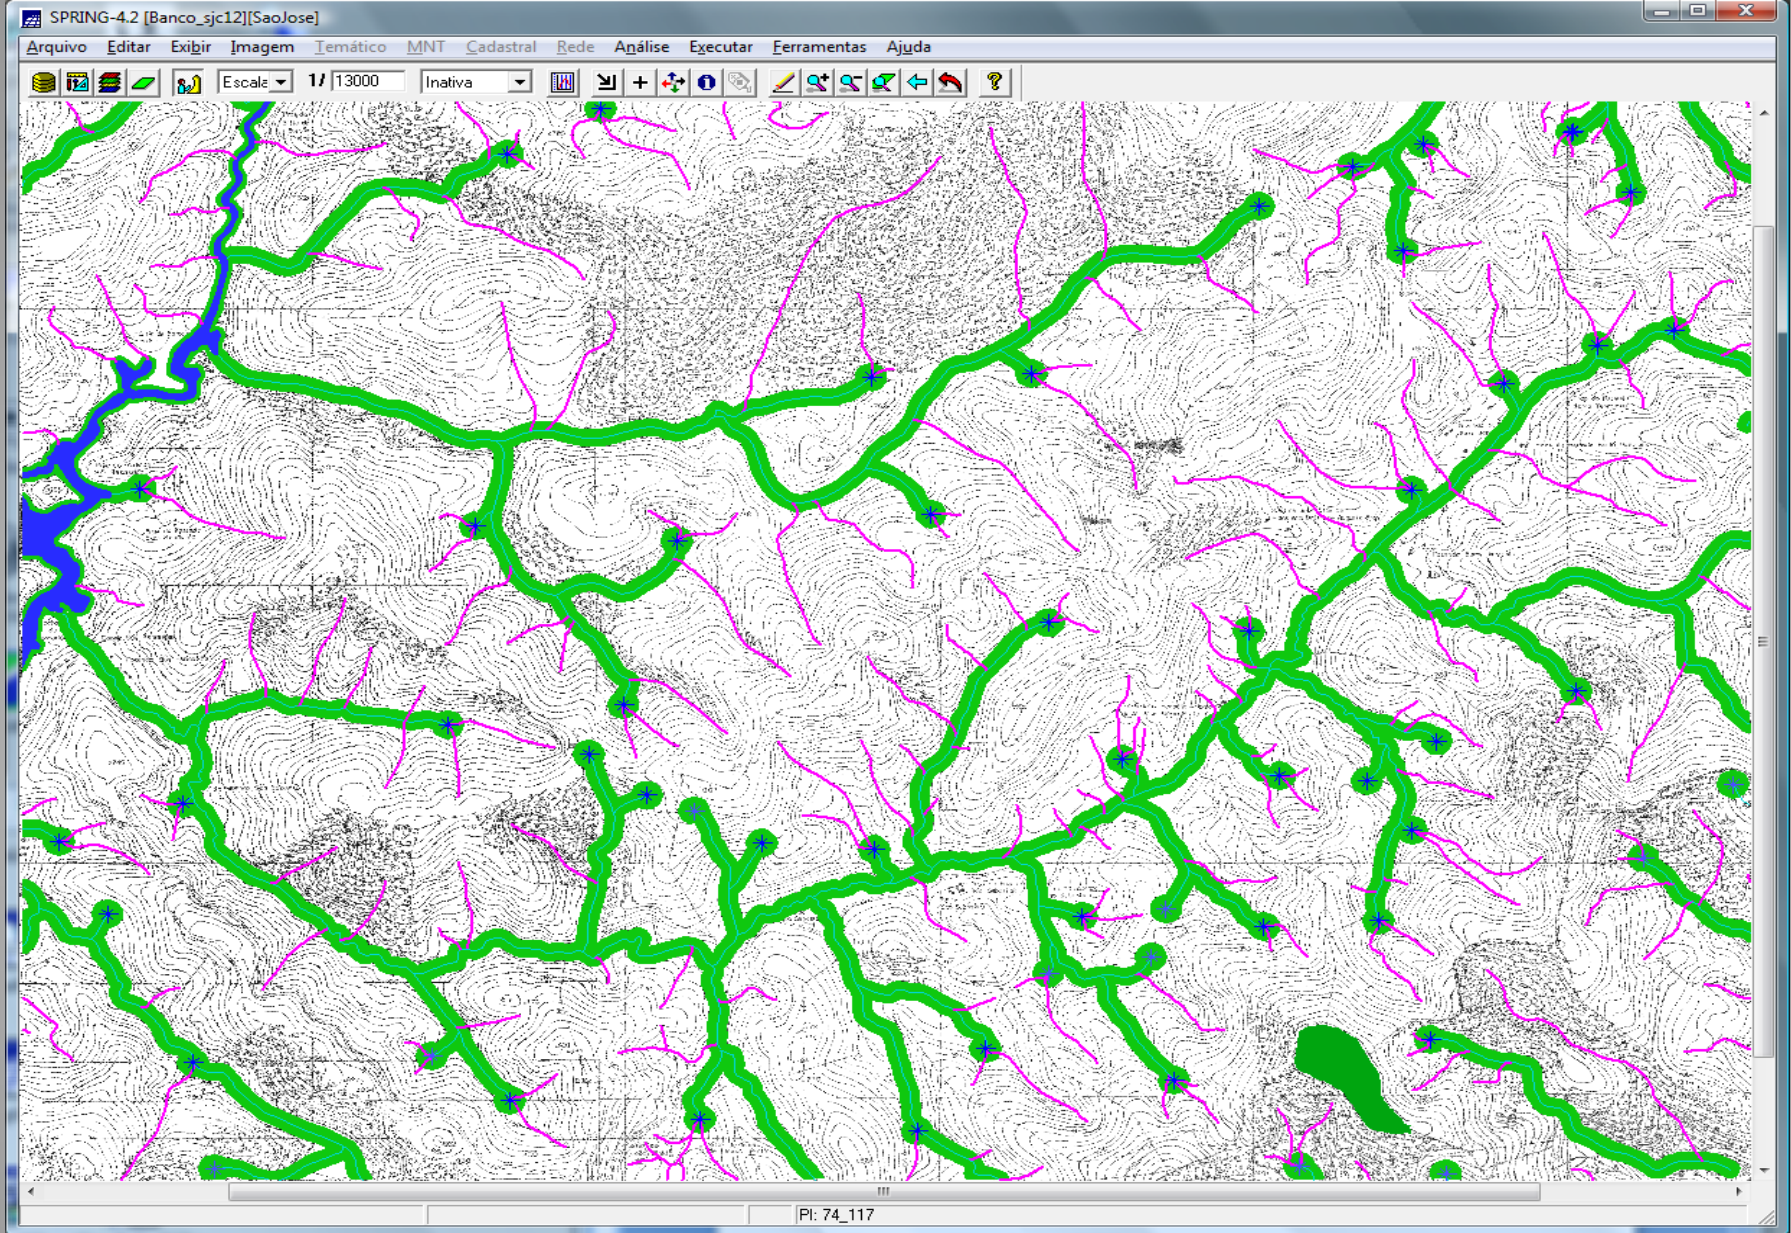 SPRING-4.2 [Banco_sjc12][SaoJose]
Arquivo Editar Exibir Imagem Temático MNT Cadastral Rede Análise Executar Ferramentas Ajuda
Escala 1/ 13000 Inativa
PI: 74_117